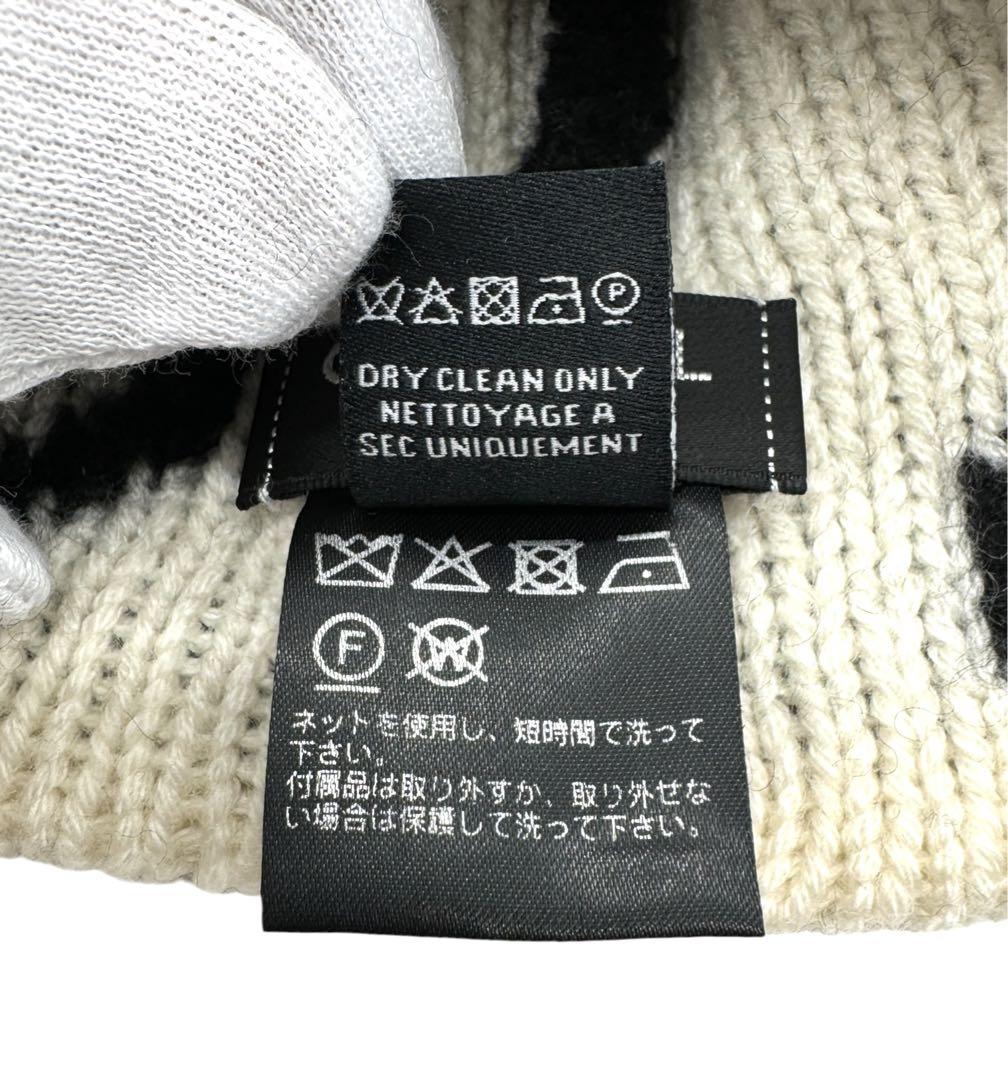 P
DRY CLEAN ONLY
NETTOYAGE A
SEC UNIQUEMENT
L
F W
ネットを使用し、短時間で洗って
下さい。
付属品は取り外すか、取り外せな
い場合は保護して洗って下さい。